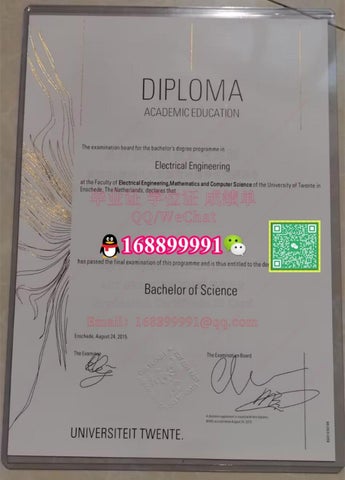 DIPLOMA
ACADEMIC EDUCATION
The examination board for the bachelor's degree programme in
Electrical Engineering
at the Faculty of Electrical Engineering,Mathematics and Computer Science of the University of Twente in
Enschede, The Netherlands, declares that
毕业证 学位证 成绩单
QQ/WeChat
168899991
has passed the final examination of this programme and is thus entitled to the
Bachelor of Science
Email: 168899991@qq.com
Enschede, August 24, 2015
The Examinee
The Examination Board
UNIVERSITEIT TWENTE.